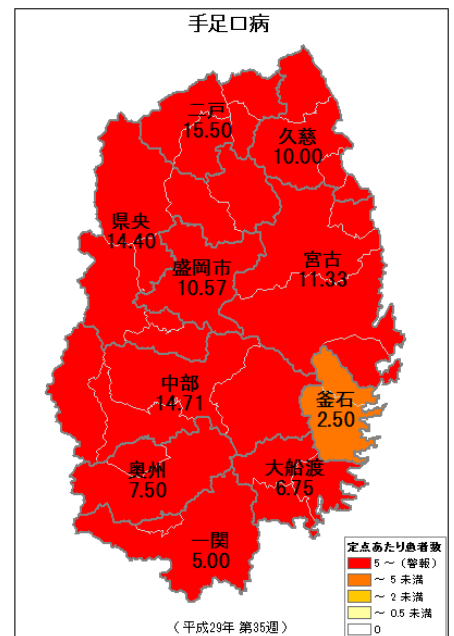 手足口病
二戸
15.50
久慈
10.00
県央
14.40
盛岡市
10.57
宮古
11.33
中部
14.71
釜石
2.50
奥州
7.50
大船渡
6.75
一関
5.00
定点あたり患者数
5 ～ (警報)
～ 5 未満
～ 2 未満
～ 0.5 未満
0
(平成29年 第35週)